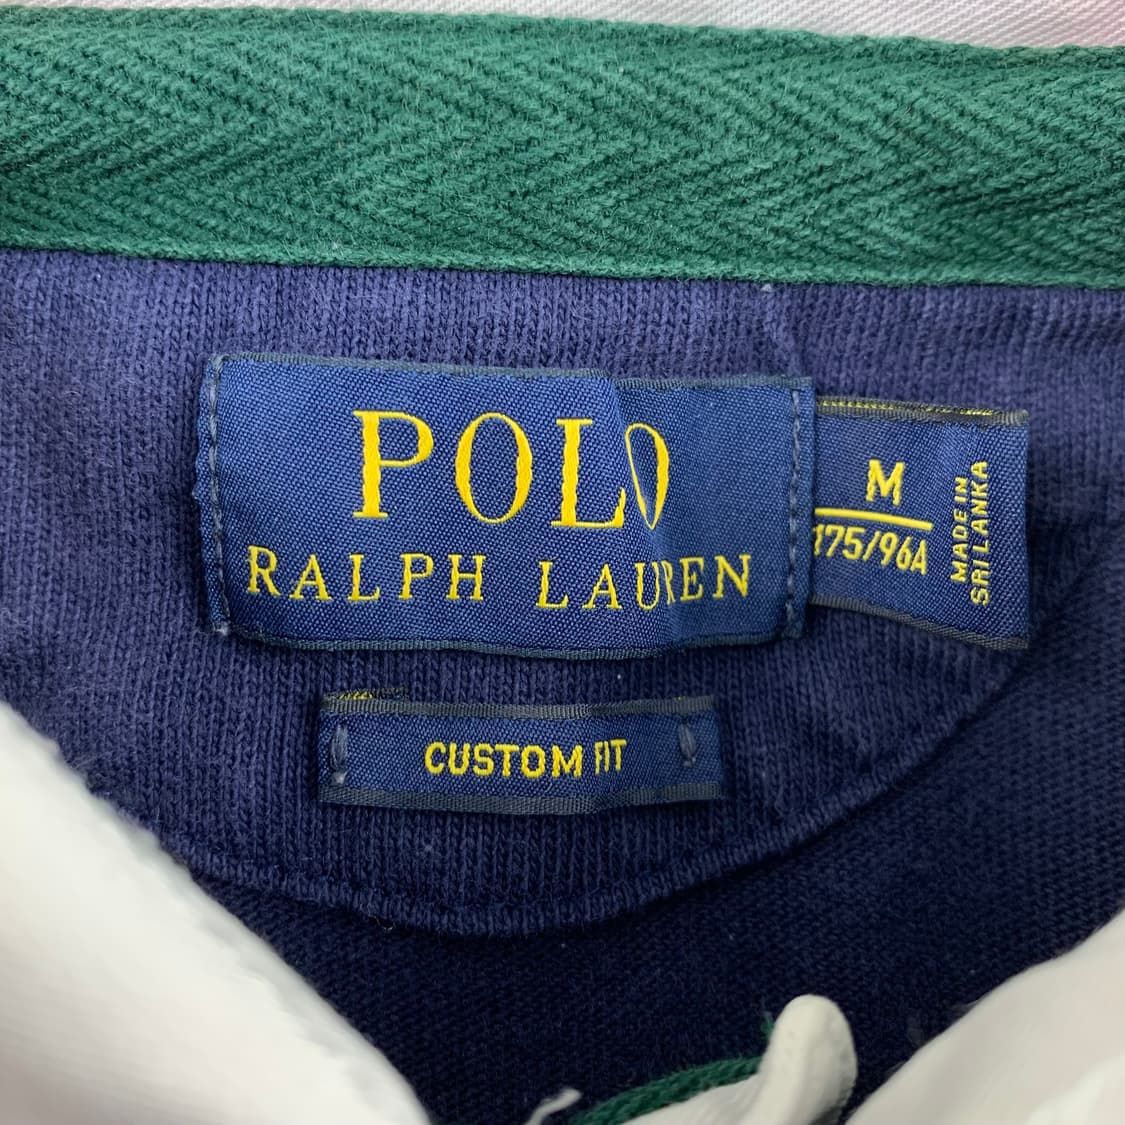 POLO
RALPH LAUREN
M
175/96A
MADE IN
SRI LANKA
CUSTOM FIT